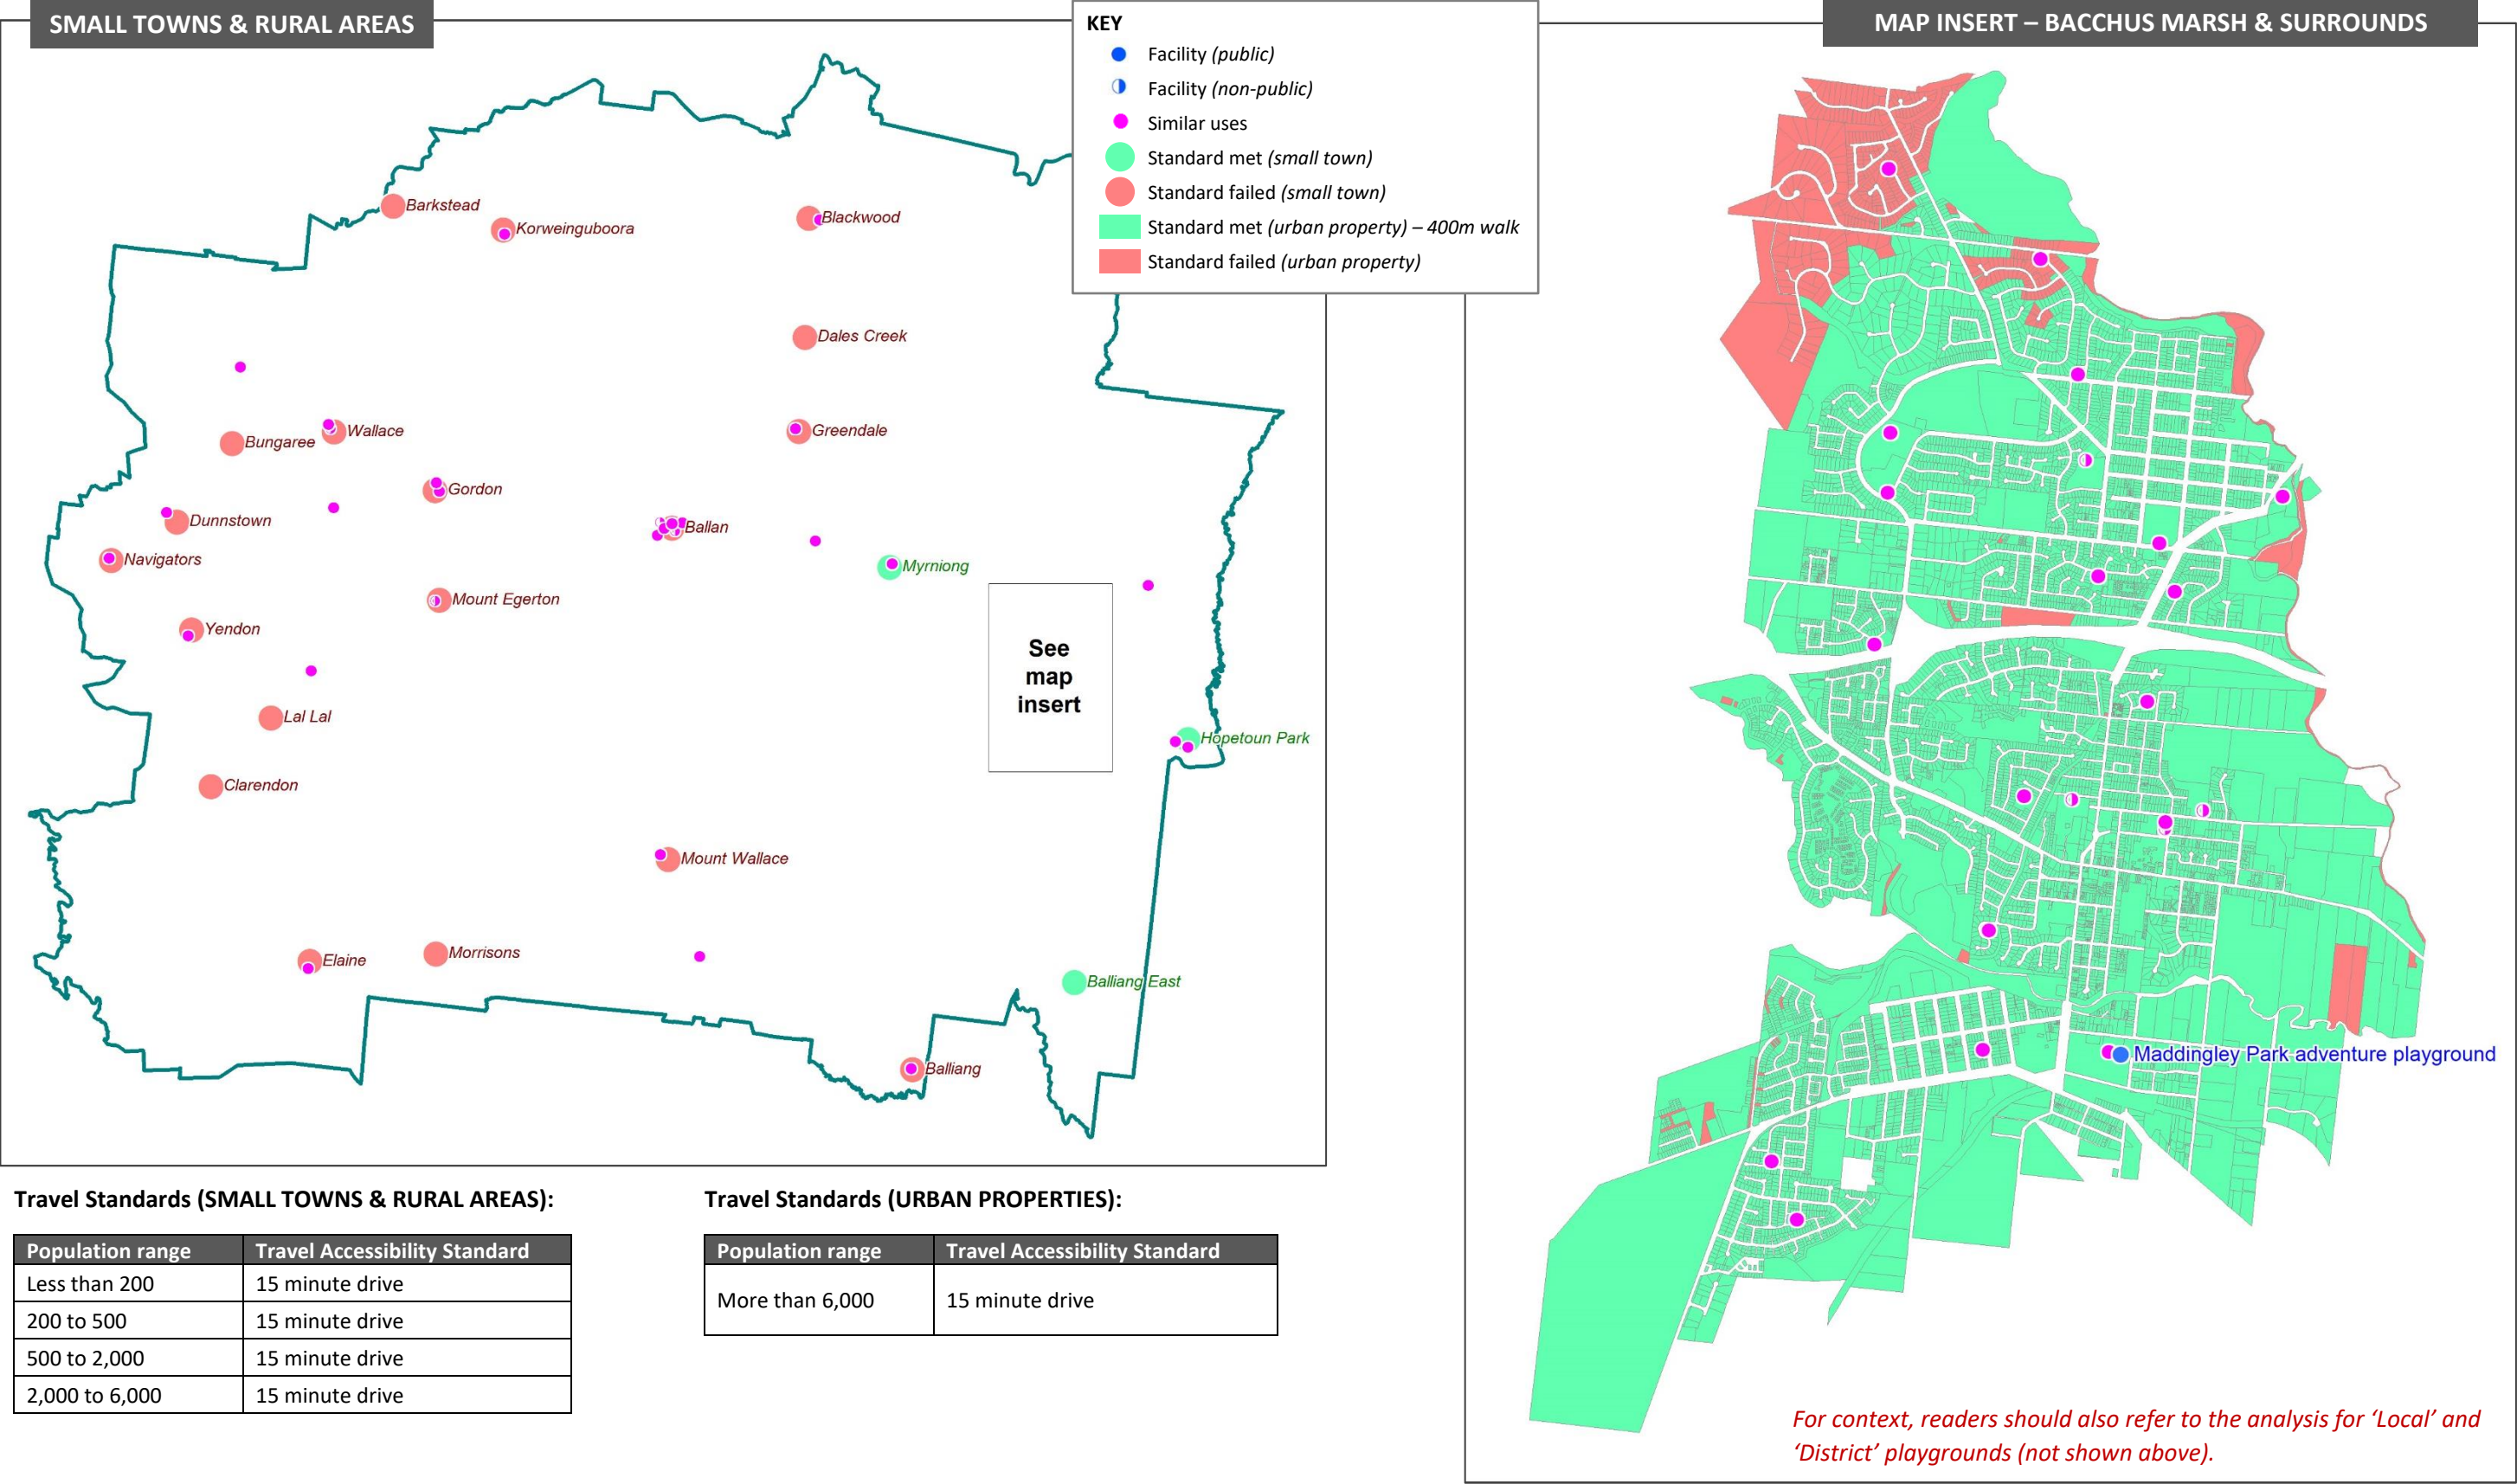 SMALL TOWNS & RURAL AREAS
KEY
Facility (public)
Facility (non-public)
Similar uses
Standard met (small town)
Standard failed (small town)
Standard met (urban property) – 400m walk
Standard failed (urban property)
MAP INSERT – BACCHUS MARSH & SURROUNDS
Barkstead
Korweinguboora
Blackwood
Dales Creek
Bungaree
Wallace
Greendale
Gordon
Dunnstown
Ballan
Navigators
Myrniong
Mount Egerton
Yendon
See
map
insert
Lal Lal
Hopetoun Park
Clarendon
Mount Wallace
Elaine
Morrisons
Balliang East
Balliang
Maddingley Park adventure playground
Travel Standards (SMALL TOWNS & RURAL AREAS):
Population range Travel Accessibility Standard
Less than 200 15 minute drive
200 to 500 15 minute drive
500 to 2,000 15 minute drive
2,000 to 6,000 15 minute drive
Travel Standards (URBAN PROPERTIES):
Population range Travel Accessibility Standard
More than 6,000 15 minute drive
For context, readers should also refer to the analysis for ‘Local’ and
‘District’ playgrounds (not shown above).